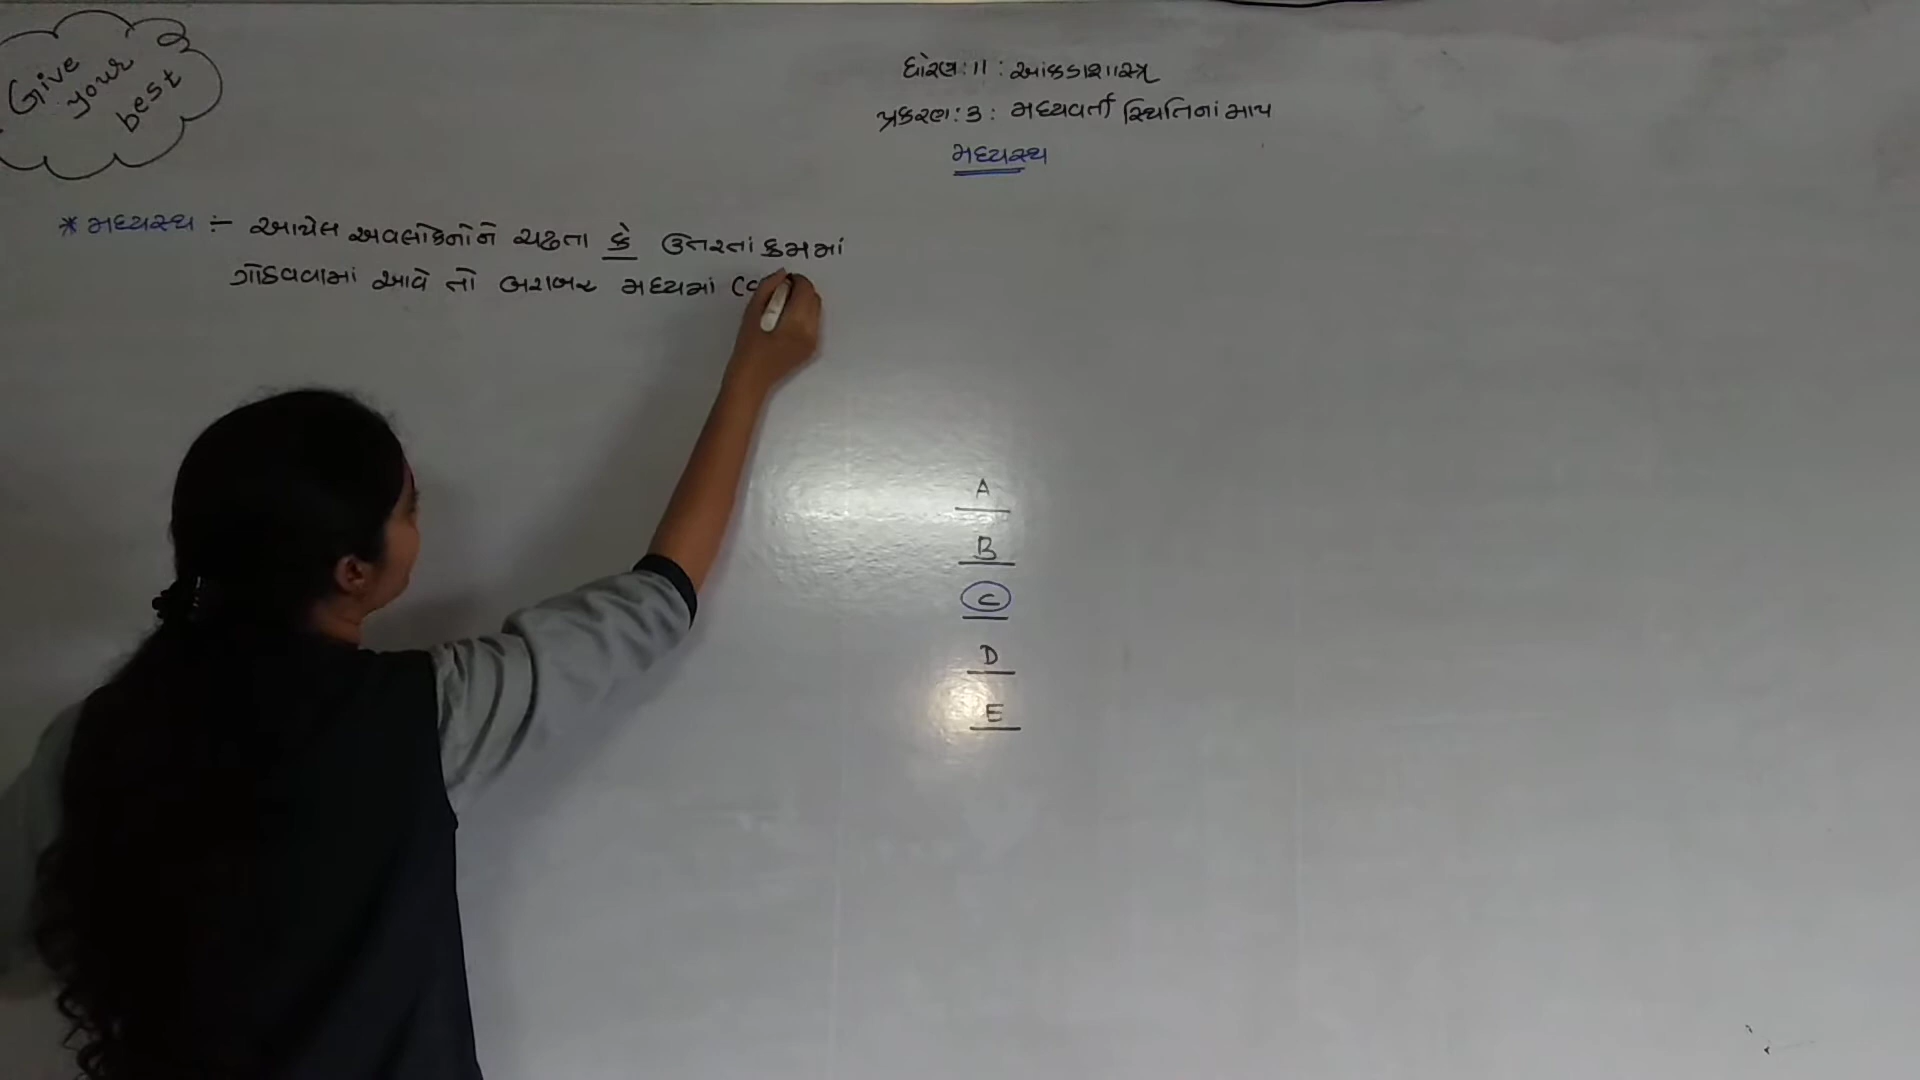 Give
your
best
ધોરણ : 11 : આંકડાશાસ્ત્ર
પ્રકરણ : 3 : મધ્યવર્તી સ્થિતિનાં માપ
મધ્યસ્થ
* મધ્યસ્થ :- આપેલ અવલોકનોને ચઢતા કે ઉતરતાં ક્રમમાં
ગોઠવવામાં આવે તો બરાબર મધ્યમાં (વ
A
B
C
D
E